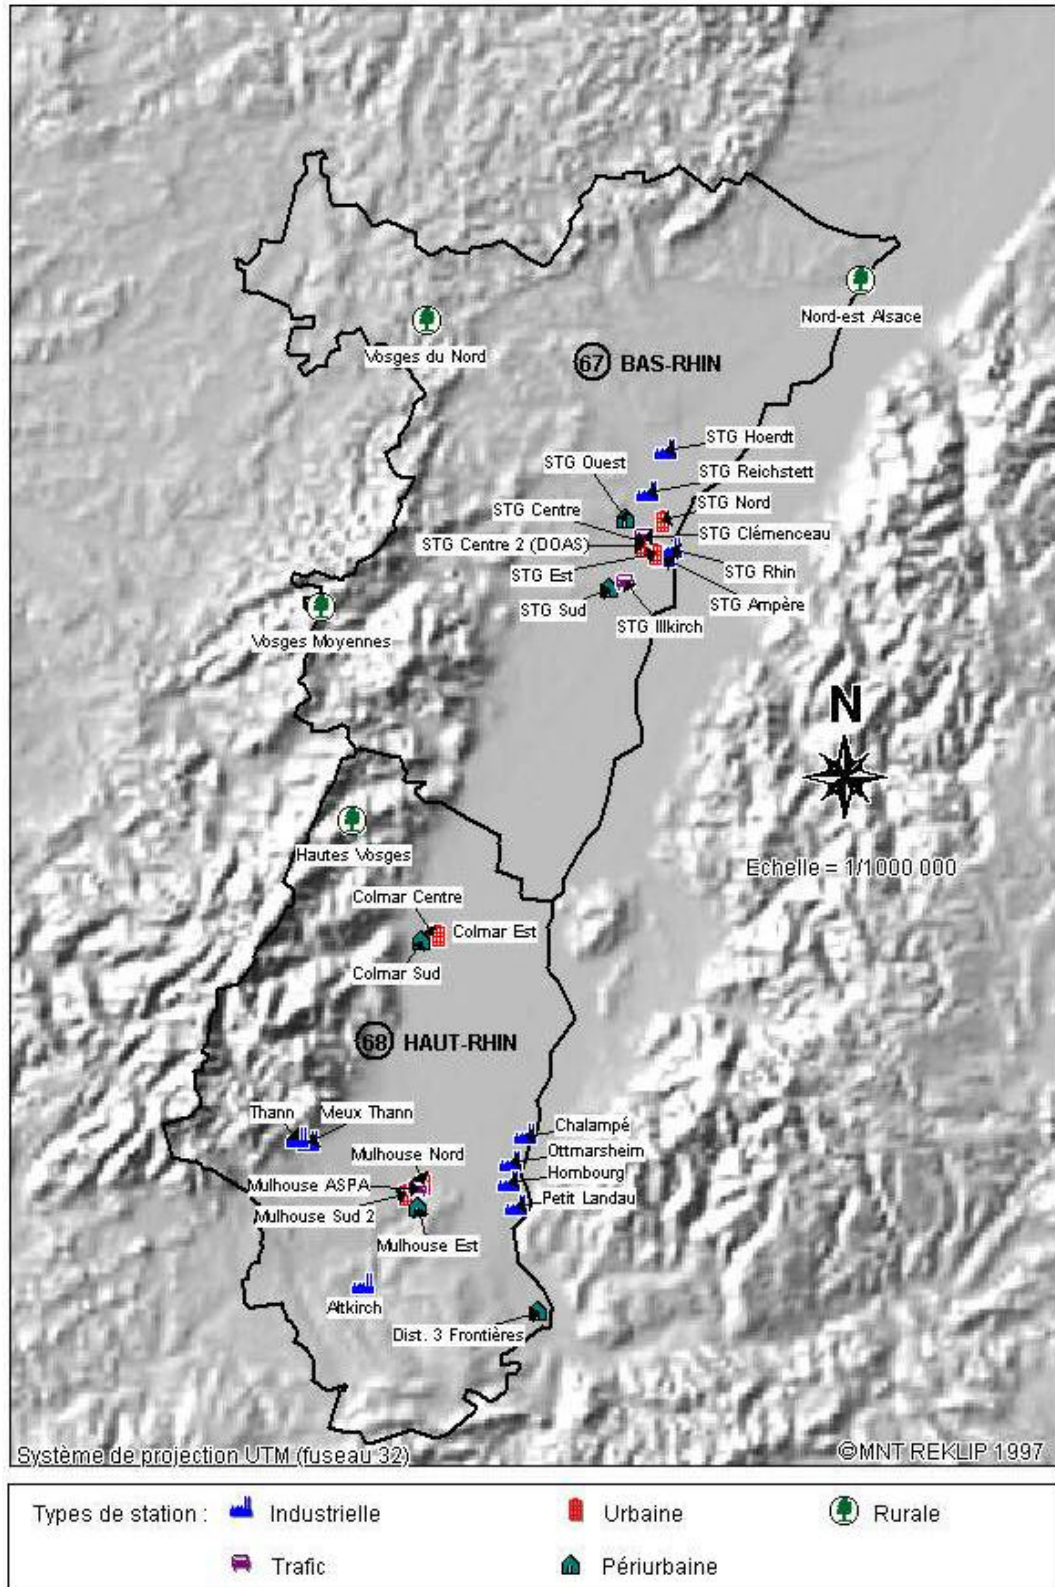 Nord-est Alsace
Vosges du Nord
67 BAS-RHIN
STG Hoerdt
STG Ouest
STG Reichstett
STG Nord
STG Centre
STG Clémenceau
STG Centre 2 (DOAS)
STG Est
STG Rhin
STG Sud
STG Ampère
STG Illkirch
Vosges Moyennes
N
Hautes Vosges
Echelle = 1/1000 000
Colmar Centre
Colmar Est
Colmar Sud
68 HAUT-RHIN
Thann
Vieux Thann
Chalampé
Mulhouse Nord
Ottmarsheim
Hombourg
Mulhouse ASPA
Petit Landau
Mulhouse Sud 2
Mulhouse Est
Altkirch
Dist. 3 Frontières
Système de projection UTM (fuseau 32)
©MNT REKLIP 1997
Types de station :
Industrielle
Urbaine
Rurale
Trafic
Périurbaine